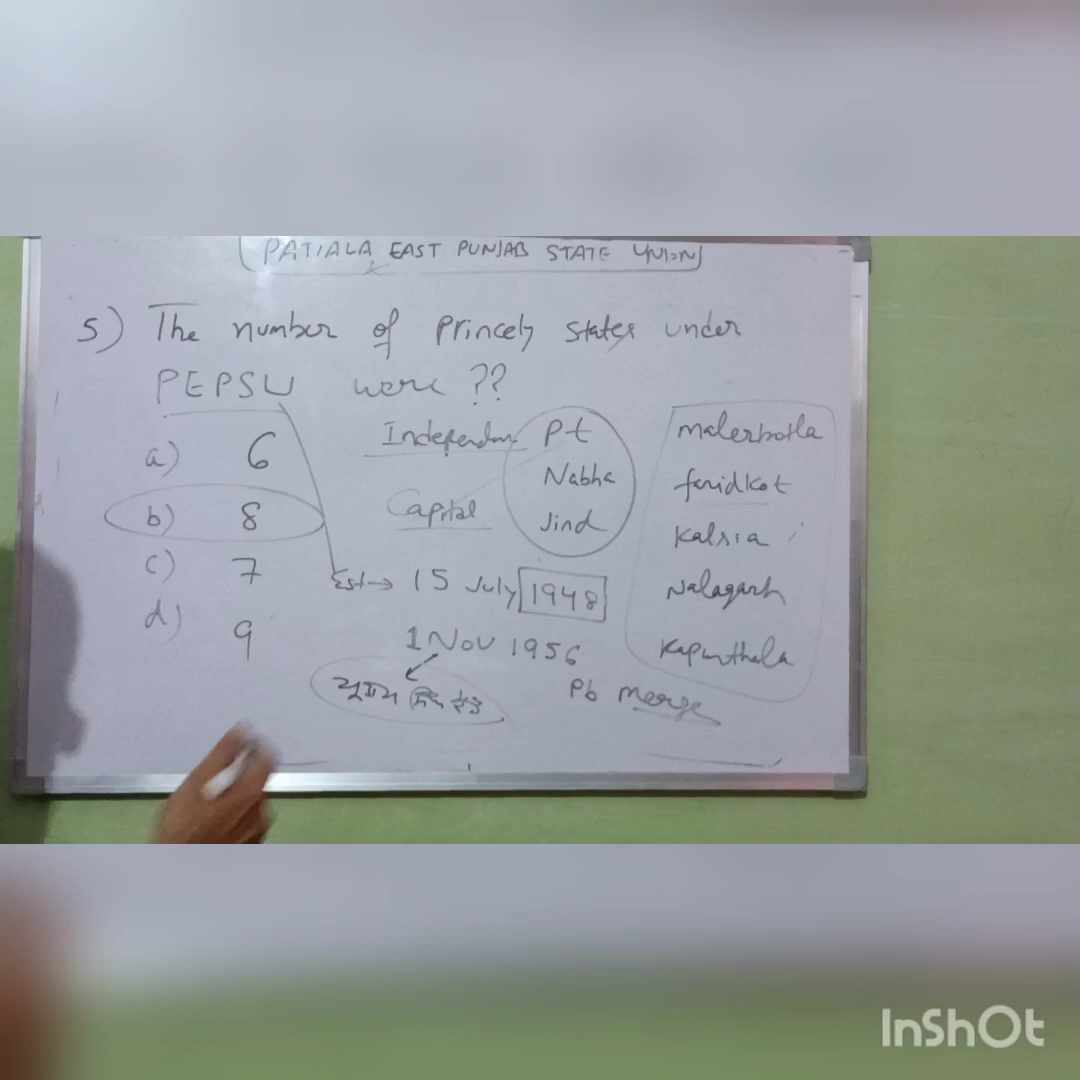 PATIALA EAST PUNJAB STATE UNION
5) The number of Princely states under
PEPSU were ??
a) 6
b) 8
c) 7
d) 9
Independen
Capital
Pt
Nabha
Jind
Est→ 15 July 1948
1 Nov 1956
Pb Merge
malerkotla
faridkot
Kalsia
Nalagarh
Kapurthala
InShOt